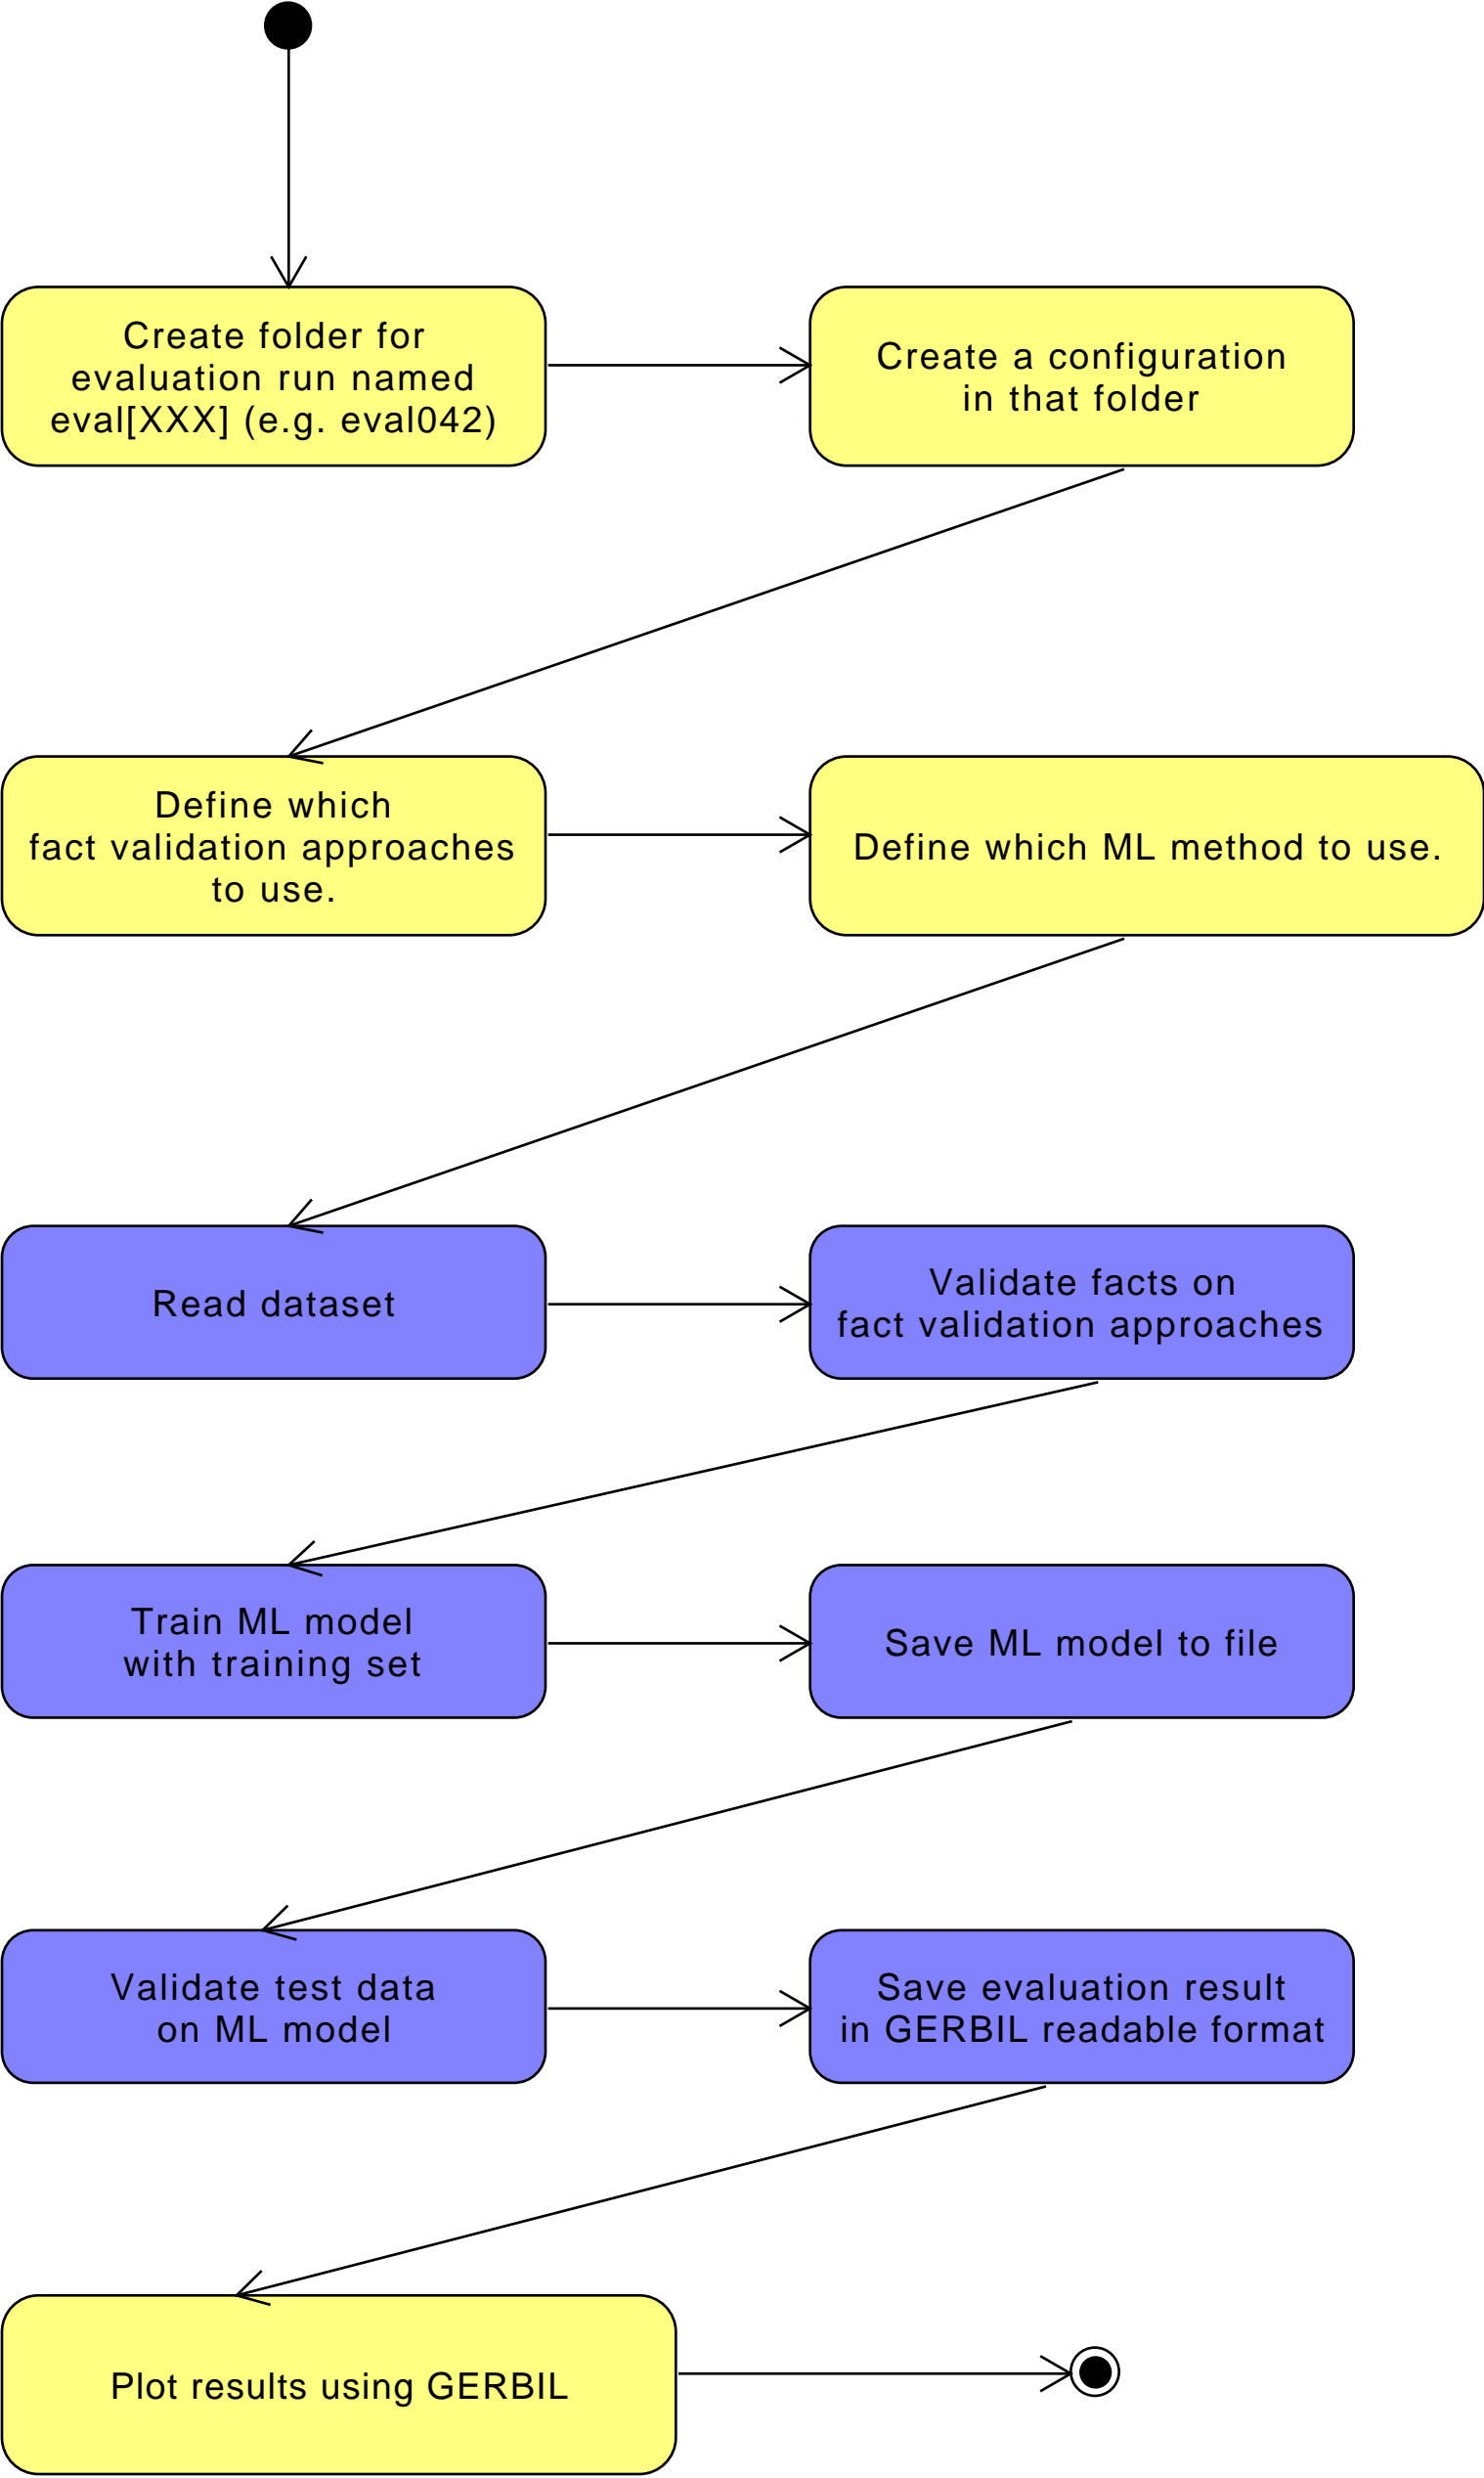 Create folder for
evaluation run named
eval[XXX] (e.g. eval042)
Create a configuration
in that folder
Define which
fact validation approaches
to use.
Define which ML method to use.
Read dataset
Validate facts on
fact validation approaches
Train ML model
with training set
Save ML model to file
Validate test data
on ML model
Save evaluation result
in GERBIL readable format
Plot results using GERBIL